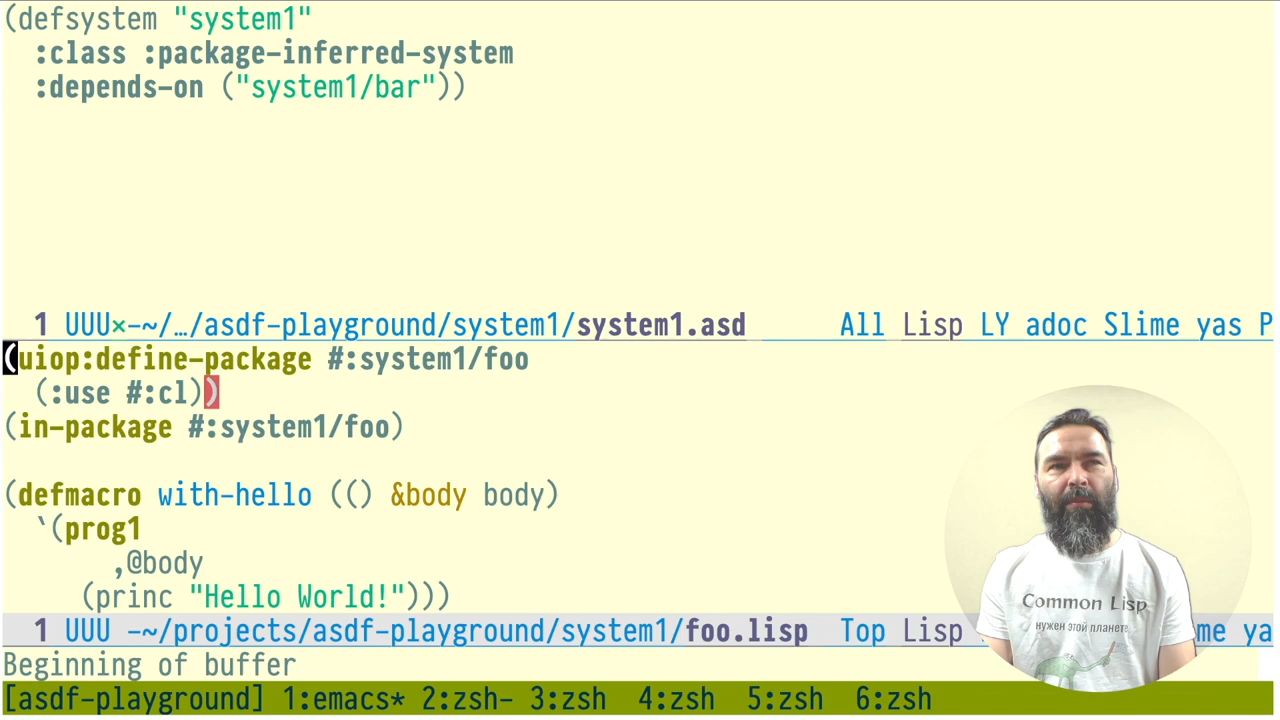 (defsystem "system1"
  :class :package-inferred-system
  :depends-on ("system1/bar"))
1 UUU×-~/…/asdf-playground/system1/system1.asd All Lisp LY adoc Slime yas P
(uiop:define-package #:system1/foo
  (:use #:cl))
(in-package #:system1/foo)
(defmacro with-hello (() &body body)
  `(prog1
       ,@body
     (princ "Hello World!")))
Common Lisp
нужен этой планете
1 UUU -~/projects/asdf-playground/system1/foo.lisp Top Lisp me ya
Beginning of buffer
[asdf-playground] 1:emacs* 2:zsh- 3:zsh 4:zsh 5:zsh 6:zsh